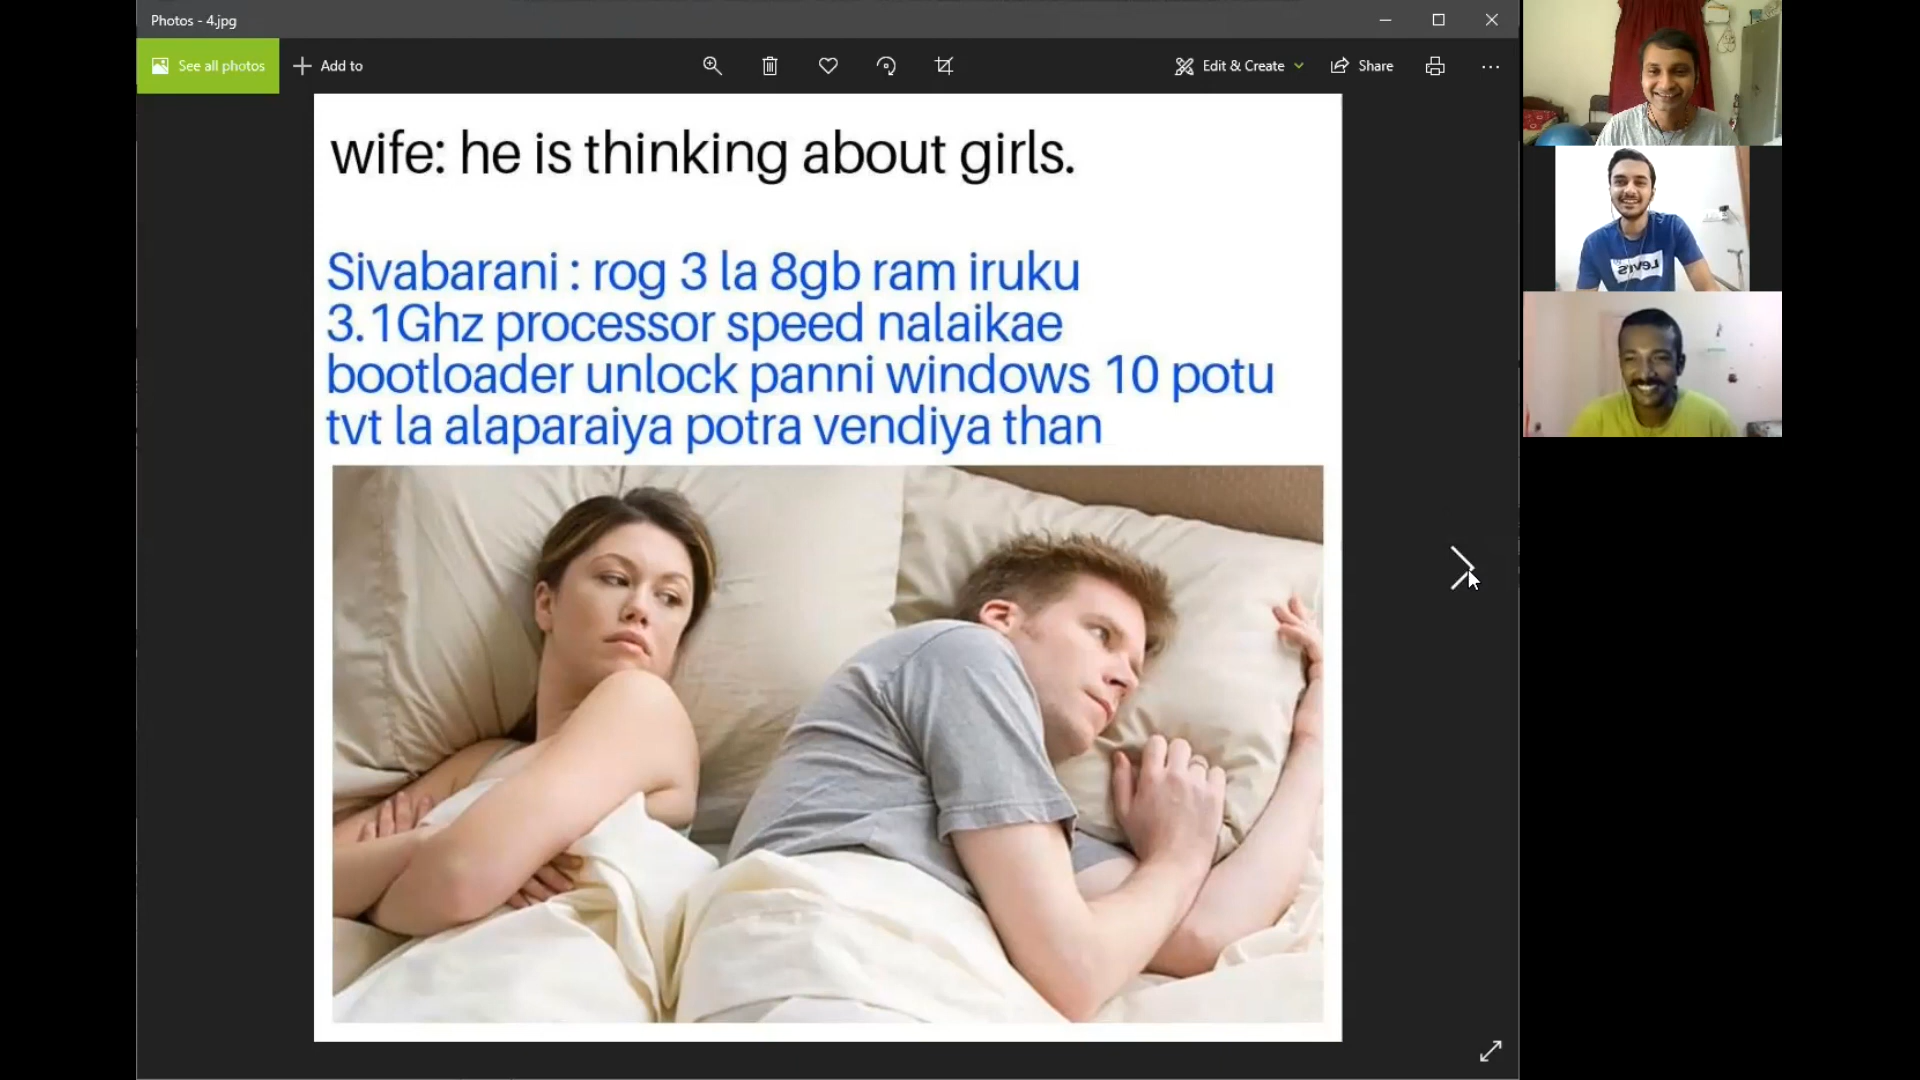 Photos - 4.jpg
See all photos
Add to
Edit & Create
Share
wife: he is thinking about girls.
Sivabarani : rog 3 la 8gb ram iruku
3.1Ghz processor speed nalaikae
bootloader unlock panni windows 10 potu
tvt la alaparaiya potra vendiya than
Levi's